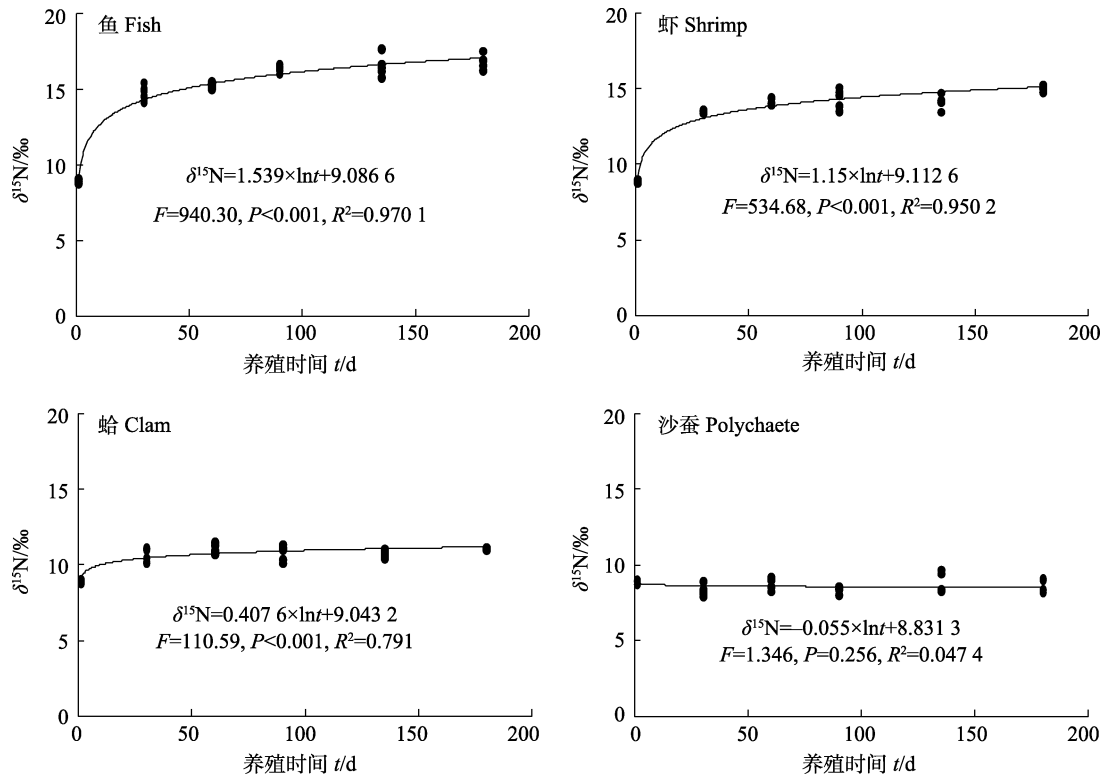 鱼 Fish
20
15
10
5
0
δ¹⁵N/‰
δ¹⁵N=1.539×lnt+9.086 6
F=940.30, P<0.001, R²=0.970 1
0 50 100 150 200
养殖时间 t/d
虾 Shrimp
20
15
10
5
0
δ¹⁵N/‰
δ¹⁵N=1.15×lnt+9.112 6
F=534.68, P<0.001, R²=0.950 2
0 50 100 150 200
养殖时间 t/d
蛤 Clam
20
15
10
5
0
δ¹⁵N/‰
δ¹⁵N=0.407 6×lnt+9.043 2
F=110.59, P<0.001, R²=0.791
0 50 100 150 200
养殖时间 t/d
沙蚕 Polychaete
20
15
10
5
0
δ¹⁵N/‰
δ¹⁵N=–0.055×lnt+8.831 3
F=1.346, P=0.256, R²=0.047 4
0 50 100 150 200
养殖时间 t/d